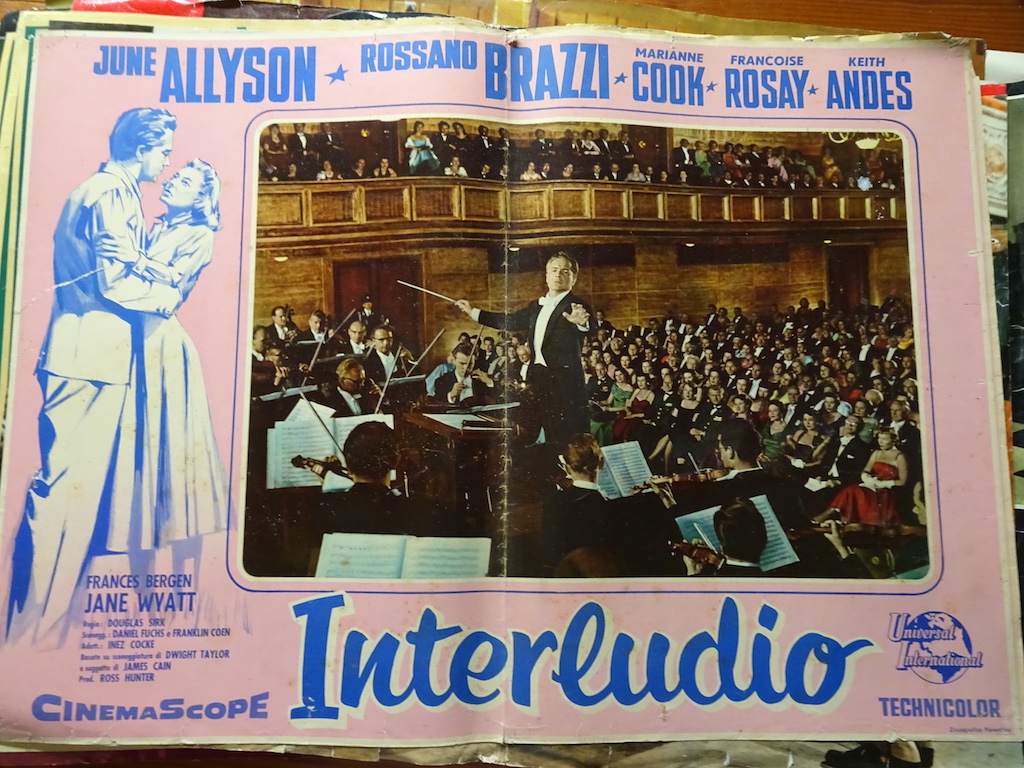 JUNE ALLYSON ★ ROSSANO BRAZZI ★ MARIANNE COOK ★ FRANCOISE ROSAY ★ KEITH ANDES
FRANCES BERGEN
JANE WYATT
Regia: DOUGLAS SIRK
Scenegg.: DANIEL FUCHS e FRANKLIN COEN
Adatt.: INEZ COCKE
Basato su sceneggiatura di DWIGHT TAYLOR
e soggetto di JAMES CAIN
Prod. ROSS HUNTER
CINEMASCOPE
Interludio
Universal
International
TECHNICOLOR